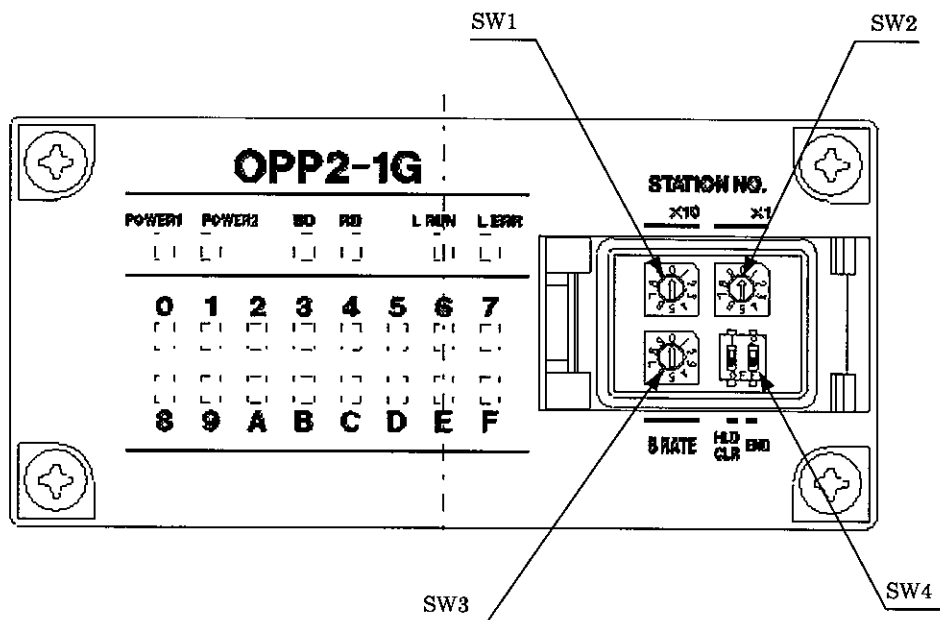 SW1
SW2
OPP2-1G
STATION NO.
×10 ×1
POWER1 POWER2 SD RD L RUN L ERR
0 1 2 3 4 5 6 7
8 9 A B C D E F
B RATE
HLD
CLR
END
SW3
SW4